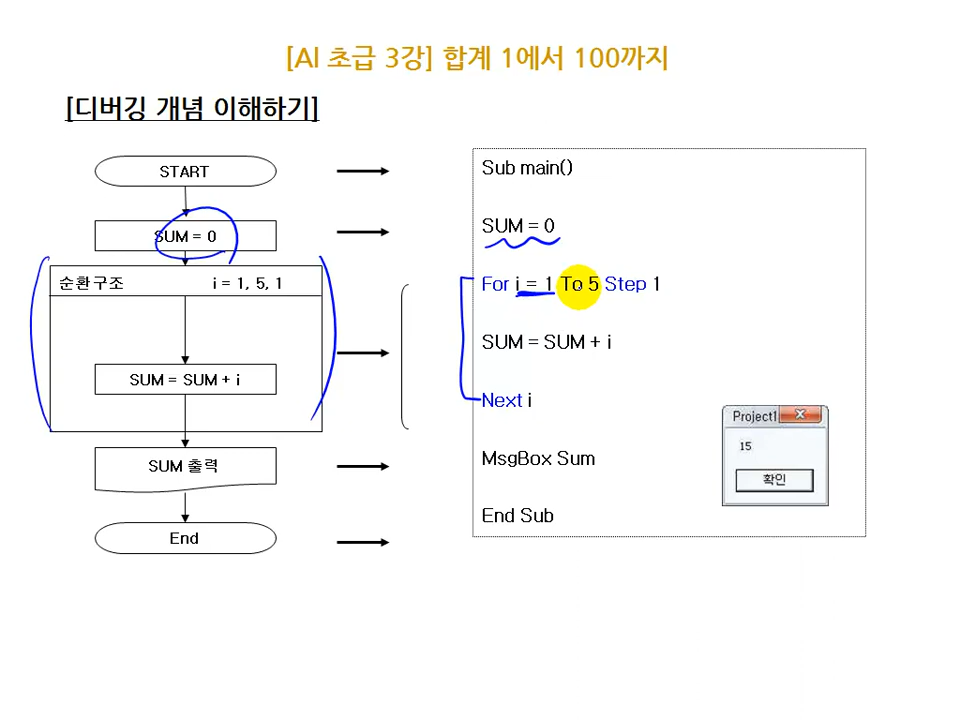 [AI 초급 3강] 합계 1에서 100까지
[디버깅 개념 이해하기]
START
SUM = 0
순환구조 i = 1, 5, 1
SUM = SUM + i
SUM 출력
End
Sub main()
SUM = 0
For i = 1 To 5 Step 1
SUM = SUM + i
Next i
MsgBox Sum
End Sub
Project1
15
확인